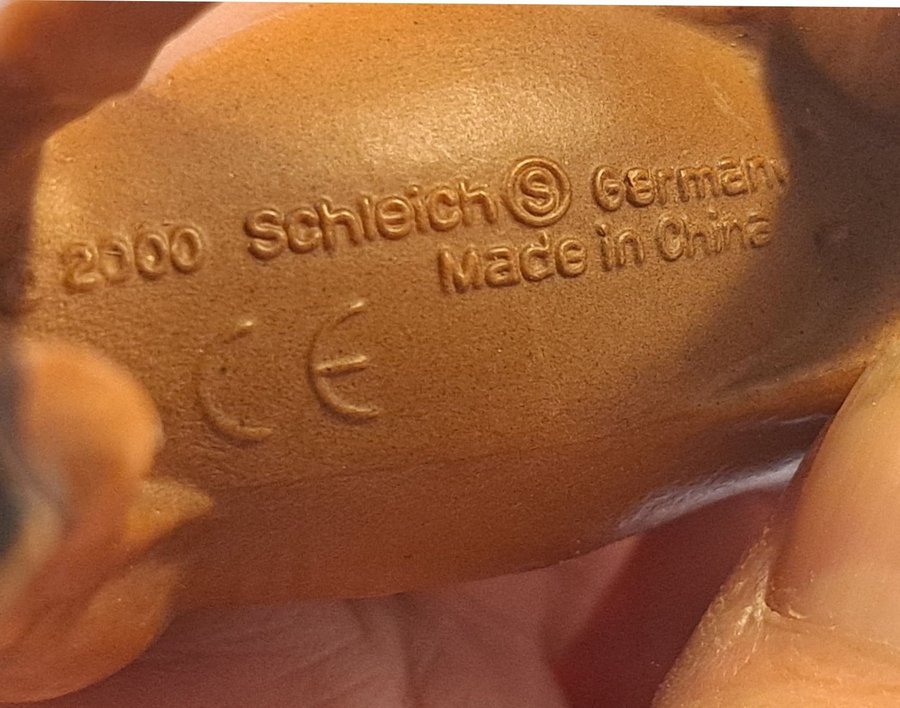 2000 Schleich Ⓢ Germany
Made in China
CE